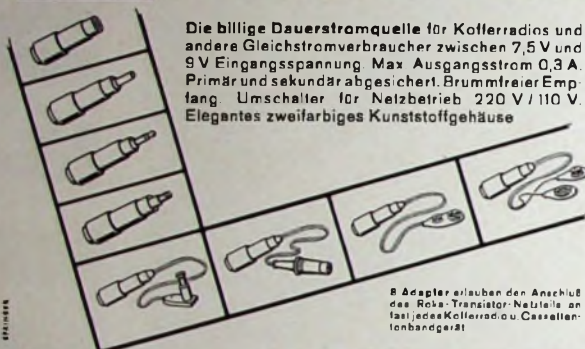 Die billige Dauerstromquelle für Kofferradios und
andere Gleichstromverbraucher zwischen 7,5 V und
9 V Eingangsspannung. Max Ausgangsstrom 0,3 A.
Primär und sekundär abgesichert. Brummfreier Emp-
fang. Umschalter für Netzbetrieb 220 V / 110 V.
Elegantes zweifarbiges Kunststoffgehäuse
8 Adapter erlauben den Anschluß
des Roka-Transistor-Netzteils an
fast jedes Kofferradio u. Cassetten-
tonbandgerät
SPRINGER